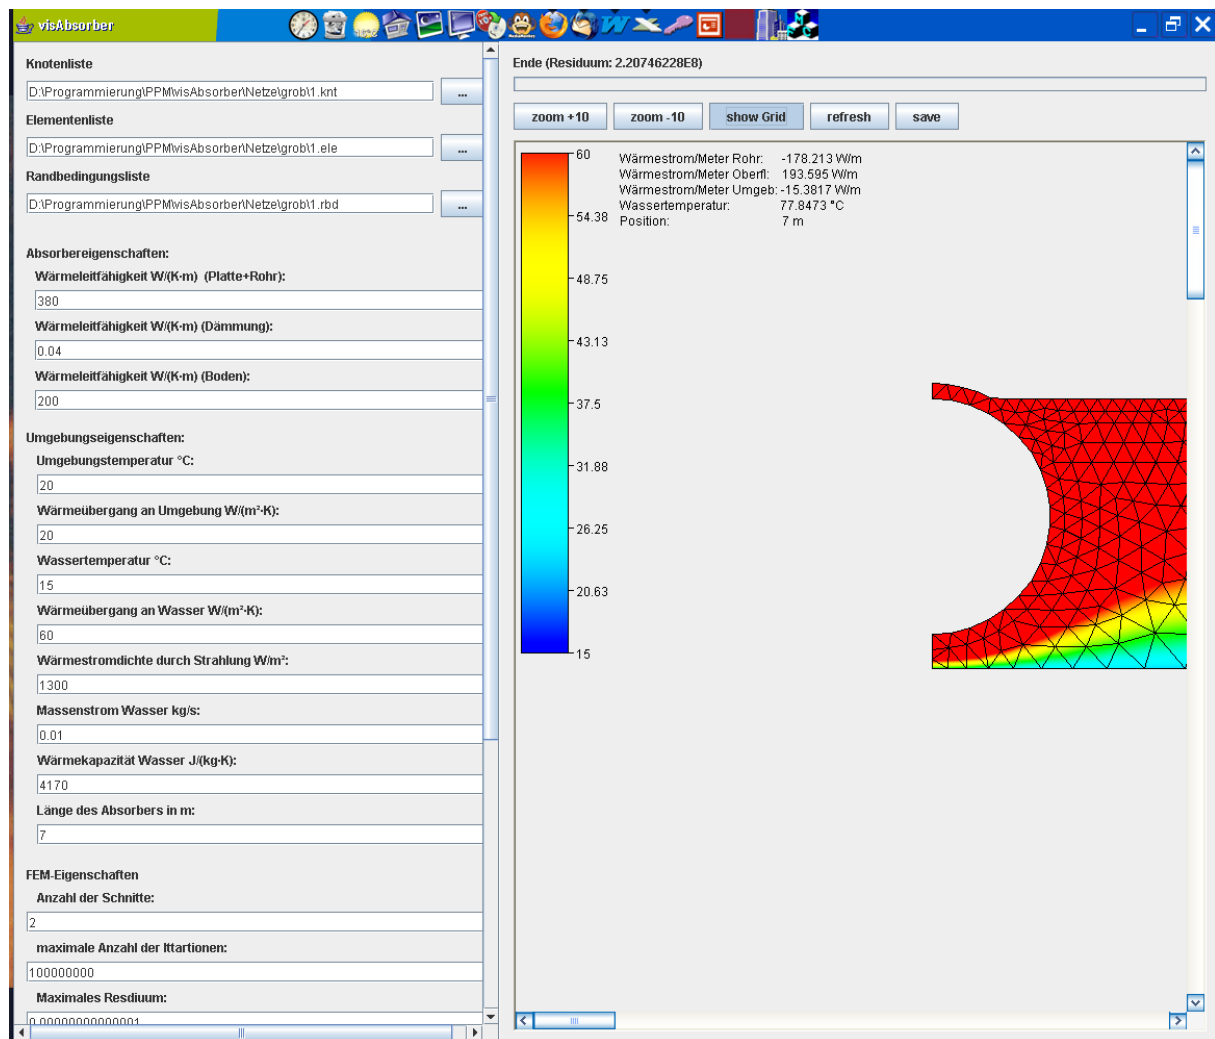 visAbsorber
Knotenliste
D:\Programmierung\PPM\visAbsorber\Netze\grob\1.knt
...
Elementenliste
D:\Programmierung\PPM\visAbsorber\Netze\grob\1.ele
...
Randbedingungsliste
D:\Programmierung\PPM\visAbsorber\Netze\grob\1.rbd
...
Absorbereigenschaften:
Wärmeleitfähigkeit W/(K·m) (Platte+Rohr):
380
Wärmeleitfähigkeit W/(K·m) (Dämmung):
0.04
Wärmeleitfähigkeit W/(K·m) (Boden):
200
Umgebungseigenschaften:
Umgebungstemperatur °C:
20
Wärmeübergang an Umgebung W/(m²·K):
20
Wassertemperatur °C:
15
Wärmeübergang an Wasser W/(m²·K):
60
Wärmestromdichte durch Strahlung W/m²:
1300
Massenstrom Wasser kg/s:
0.01
Wärmekapazität Wasser J/(kg·K):
4170
Länge des Absorbers in m:
7
FEM-Eigenschaften
Anzahl der Schnitte:
2
maximale Anzahl der Ittartionen:
100000000
Maximales Resdiuum:
0.00000000000001
Ende (Residuum: 2.20746228E8)
zoom +10 zoom -10 show Grid refresh save
Wärmestrom/Meter Rohr: -178.213 W/m
Wärmestrom/Meter Oberfl: 193.595 W/m
Wärmestrom/Meter Umgeb: -15.3817 W/m
Wassertemperatur: 77.8473 °C
Position: 7 m
60
54.38
48.75
43.13
37.5
31.88
26.25
20.63
15